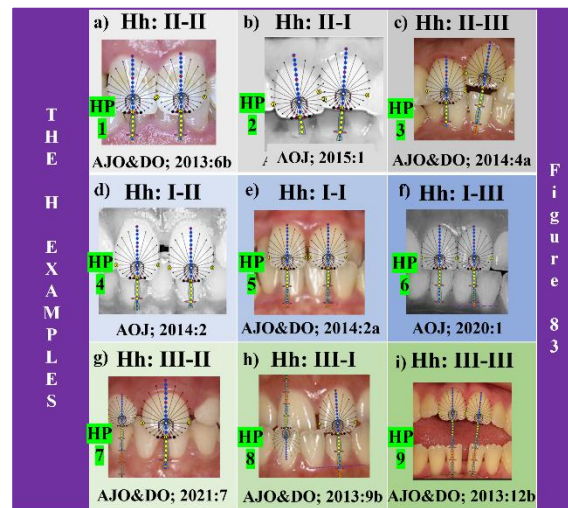 THE H EXAMPLES
a) Hh: II-II
HP
1
AJO&DO; 2013:6b
b) Hh: II-I
HP
2
AOJ; 2015:1
c) Hh: II-III
HP
3
AJO&DO; 2014:4a
d) Hh: I-II
HP
4
AOJ; 2014:2
e) Hh: I-I
HP
5
AJO&DO; 2014:2a
f) Hh: I-III
HP
6
AOJ; 2020:1
g) Hh: III-II
HP
7
AJO&DO; 2021:7
h) Hh: III-I
HP
8
AJO&DO; 2013:9b
i) Hh: III-III
HP
9
AJO&DO; 2013:12b
Figure 83